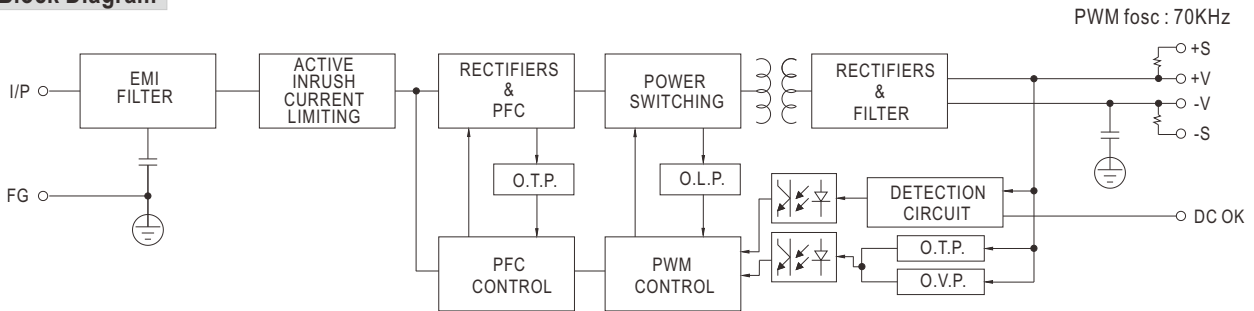 Block Diagram
PWM fosc : 70KHz
I/P
EMI
FILTER
ACTIVE
INRUSH
CURRENT
LIMITING
RECTIFIERS
&
PFC
POWER
SWITCHING
RECTIFIERS
&
FILTER
+S
+V
-V
-S
FG
O.T.P.
O.L.P.
DETECTION
CIRCUIT
DC OK
PFC
CONTROL
PWM
CONTROL
O.T.P.
O.V.P.